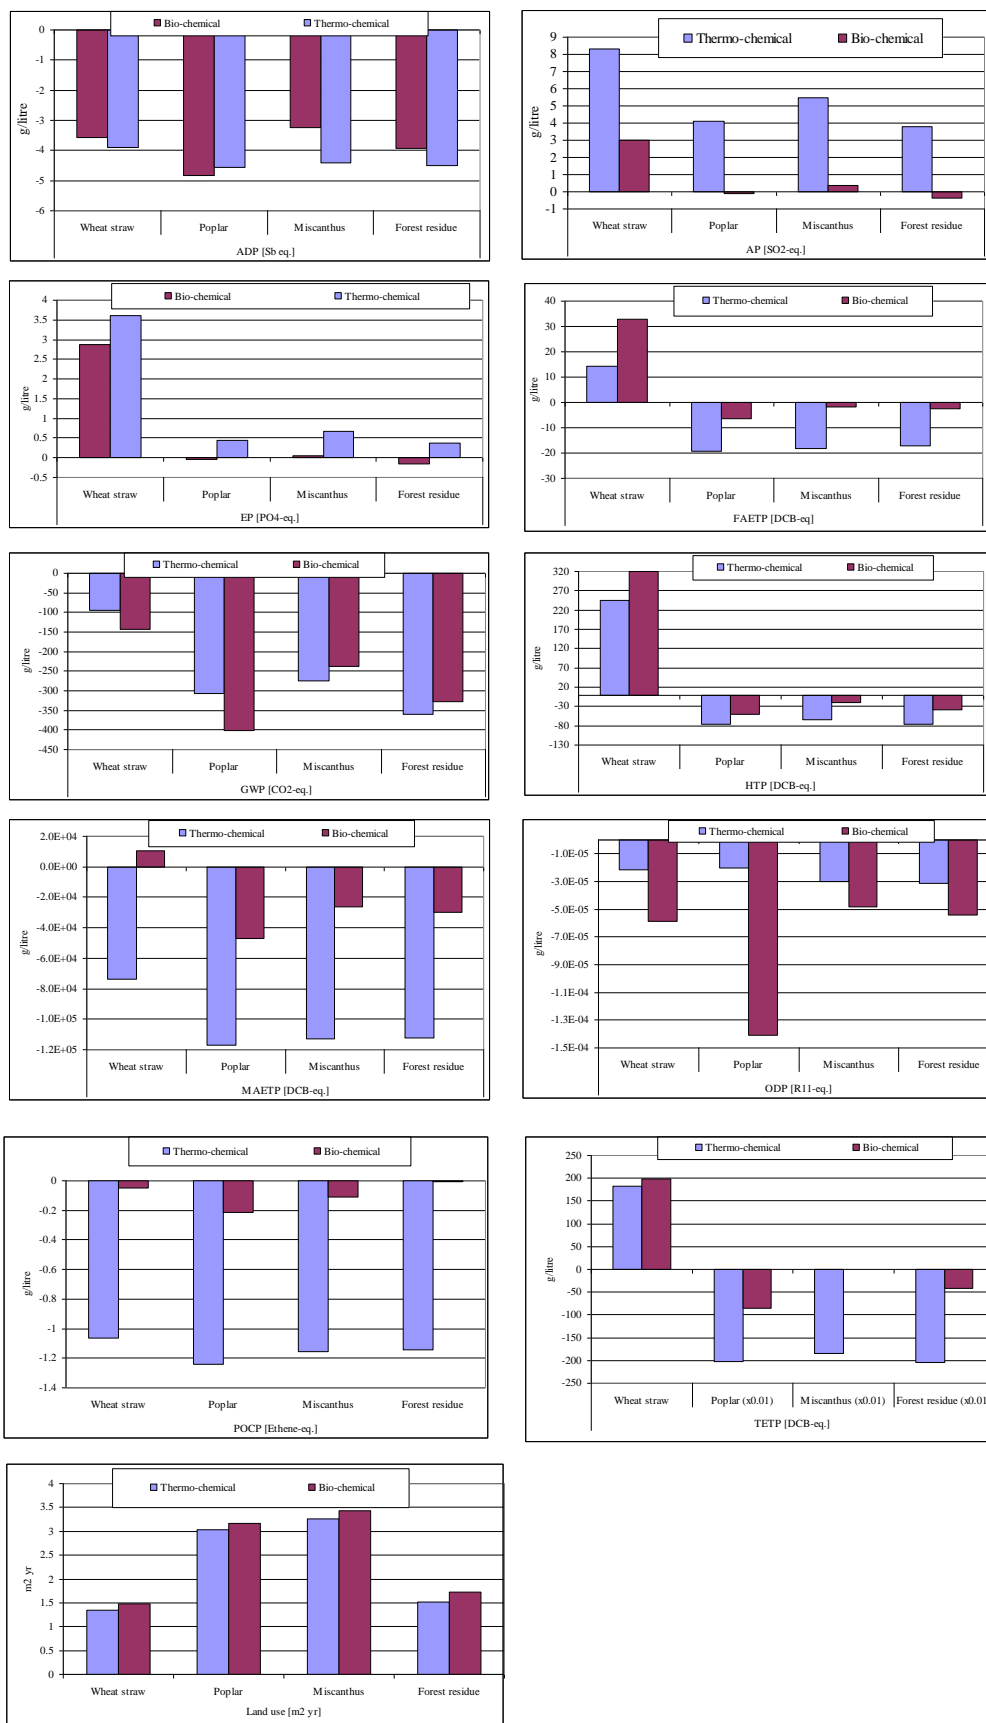 Bio-chemical Thermo-chemical
0
-1
-2
-3
-4
-5
-6
g/litre
Wheat straw Poplar Miscanthus Forest residue
ADP [Sb eq.]
Thermo-chemical Bio-chemical
9
8
7
6
5
4
3
2
1
0
-1
g/litre
Wheat straw Poplar Miscanthus Forest residue
AP [SO2-eq.]
Bio-chemical Thermo-chemical
4
3.5
3
2.5
2
1.5
1
0.5
0
-0.5
g/litre
Wheat straw Poplar Miscanthus Forest residue
EP [PO4-eq.]
Thermo-chemical Bio-chemical
40
30
20
10
0
-10
-20
-30
g/litre
Wheat straw Poplar Miscanthus Forest residue
FAETP [DCB-eq]
Thermo-chemical Bio-chemical
0
-50
-100
-150
-200
-250
-300
-350
-400
-450
g/litre
Wheat straw Poplar Miscanthus Forest residue
GWP [CO2-eq.]
Thermo-chemical Bio-chemical
320
270
220
170
120
70
20
-30
-80
-130
g/litre
Wheat straw Poplar Miscanthus Forest residue
HTP [DCB-eq.]
Thermo-chemical Bio-chemical
2.0E+04
0.0E+00
-2.0E+04
-4.0E+04
-6.0E+04
-8.0E+04
-1.0E+05
-1.2E+05
g/litre
Wheat straw Poplar Miscanthus Forest residue
MAETP [DCB-eq.]
Thermo-chemical Bio-chemical
-1.0E-05
-3.0E-05
-5.0E-05
-7.0E-05
-9.0E-05
-1.1E-04
-1.3E-04
-1.5E-04
g/litre
Wheat straw Poplar Miscanthus Forest residue
ODP [R11-eq.]
Thermo-chemical Bio-chemical
0
-0.2
-0.4
-0.6
-0.8
-1
-1.2
-1.4
g/litre
Wheat straw Poplar Miscanthus Forest residue
POCP [Ethene-eq.]
Thermo-chemical Bio-chemical
250
200
150
100
50
0
-50
-100
-150
-200
-250
g/litre
Wheat straw Poplar (x0.01) Miscanthus (x0.01) Forest residue (x0.01
TETP [DCB-eq.]
Thermo-chemical Bio-chemical
4
3.5
3
2.5
2
1.5
1
0.5
0
m2 yr
Wheat straw Poplar Miscanthus Forest residue
Land use [m2 yr]